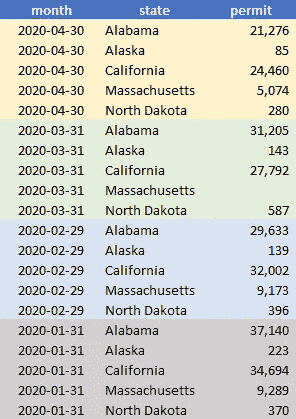 month state permit
2020-04-30 Alabama 21,276
2020-04-30 Alaska 85
2020-04-30 California 24,460
2020-04-30 Massachusetts 5,074
2020-04-30 North Dakota 280
2020-03-31 Alabama 31,205
2020-03-31 Alaska 143
2020-03-31 California 27,792
2020-03-31 Massachusetts
2020-03-31 North Dakota 587
2020-02-29 Alabama 29,633
2020-02-29 Alaska 139
2020-02-29 California 32,002
2020-02-29 Massachusetts 9,173
2020-02-29 North Dakota 396
2020-01-31 Alabama 37,140
2020-01-31 Alaska 223
2020-01-31 California 34,694
2020-01-31 Massachusetts 9,289
2020-01-31 North Dakota 370